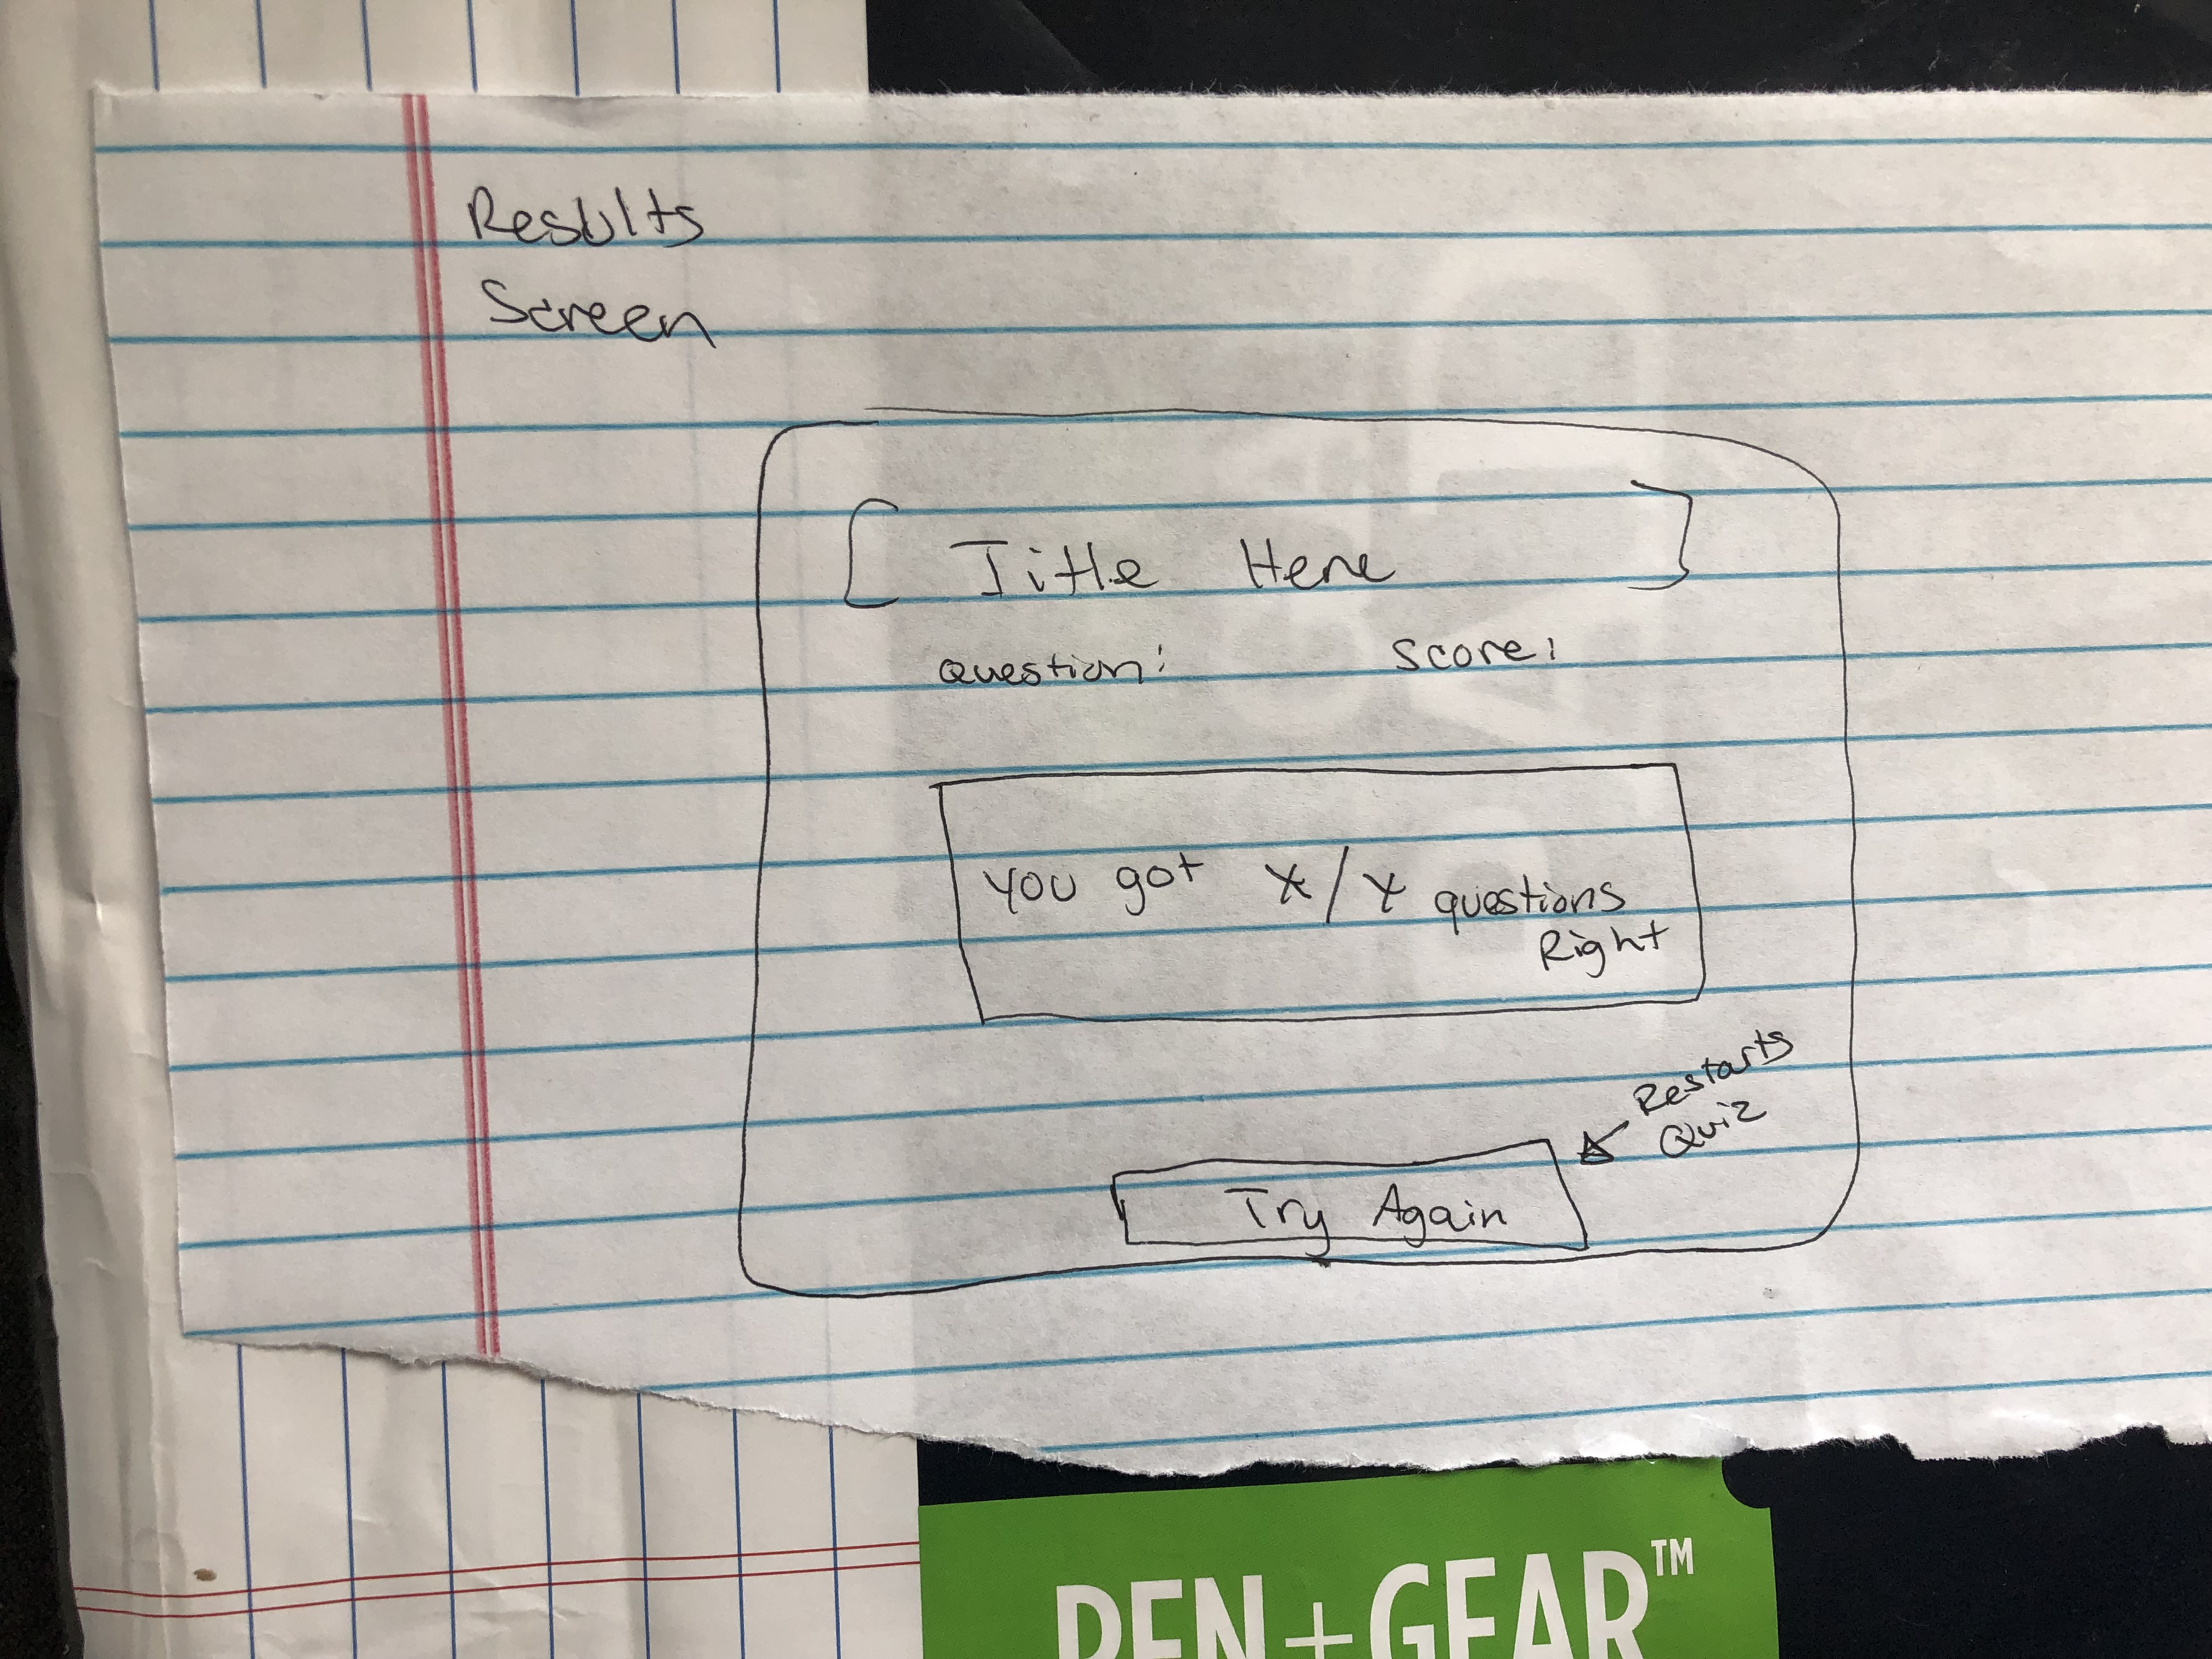 Results
Screen
Title Here
Question: Score:
You got X/X questions
Right
Try Again
Restarts
Quiz
DEN+GEAR™